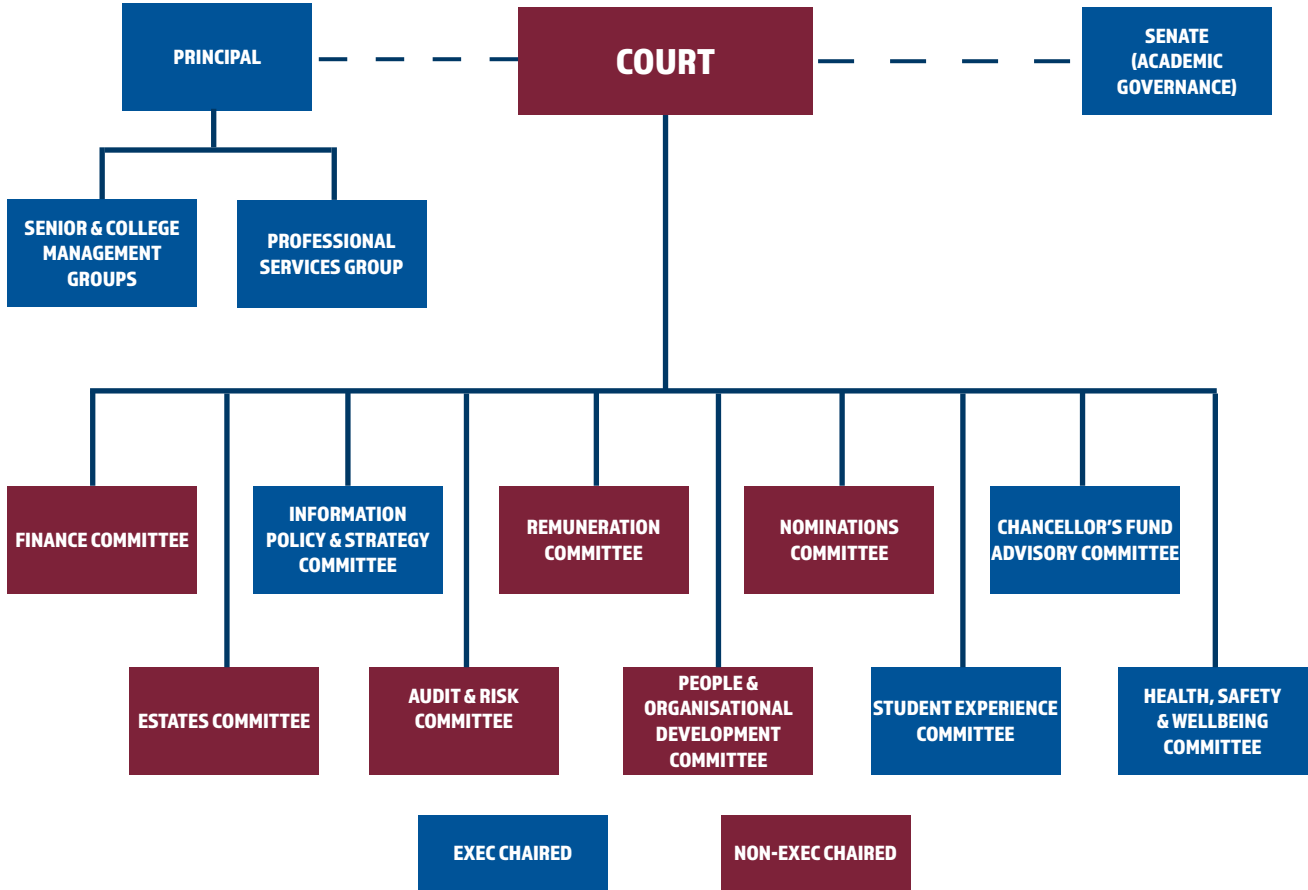 PRINCIPAL
COURT
SENATE
(ACADEMIC
GOVERNANCE)
SENIOR & COLLEGE
MANAGEMENT
GROUPS
PROFESSIONAL
SERVICES GROUP
FINANCE COMMITTEE
INFORMATION
POLICY & STRATEGY
COMMITTEE
REMUNERATION
COMMITTEE
NOMINATIONS
COMMITTEE
CHANCELLOR'S FUND
ADVISORY COMMITTEE
ESTATES COMMITTEE
AUDIT & RISK
COMMITTEE
PEOPLE &
ORGANISATIONAL
DEVELOPMENT
COMMITTEE
STUDENT EXPERIENCE
COMMITTEE
HEALTH, SAFETY
& WELLBEING
COMMITTEE
EXEC CHAIRED
NON-EXEC CHAIRED